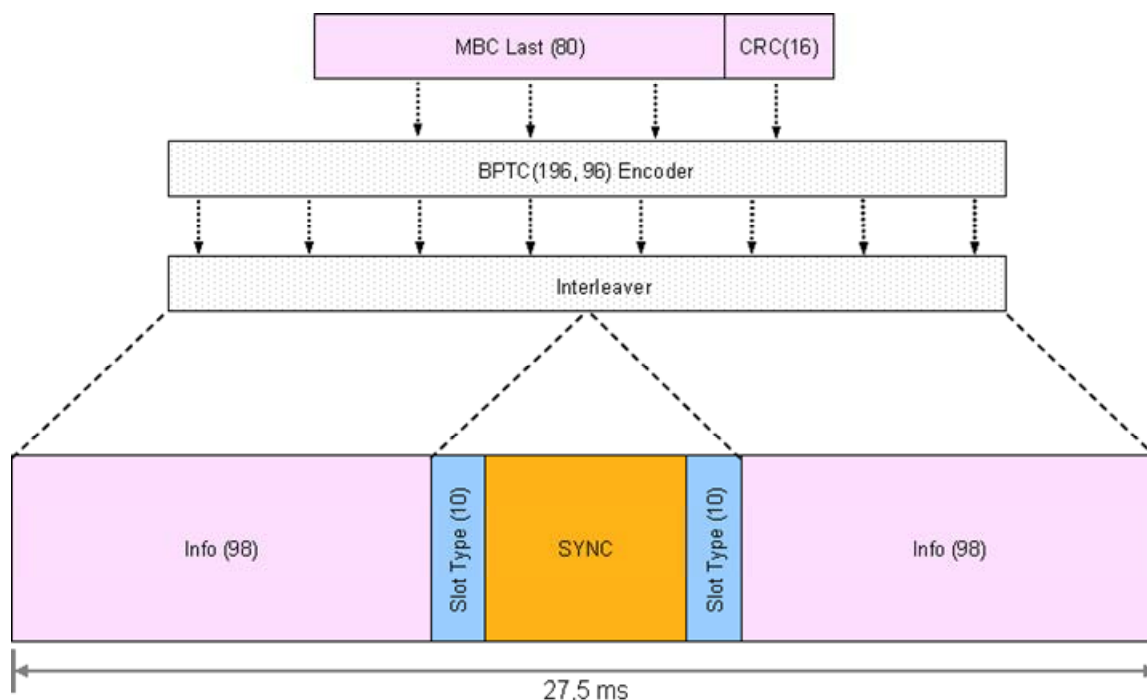 MBC Last (80)
CRC(16)
BPTC(196, 96) Encoder
Interleaver
Info (98)
Slot Type (10)
SYNC
Slot Type (10)
Info (98)
27,5 ms